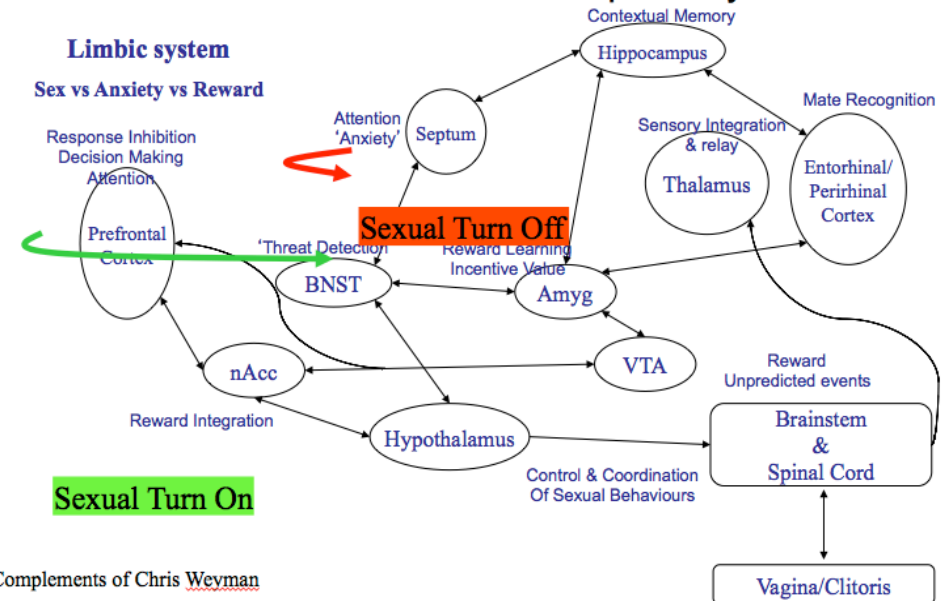 Contextual Memory
Hippocampus
Limbic system
Sex vs Anxiety vs Reward
Attention
'Anxiety'
Septum
Mate Recognition
Sensory Integration
& relay
Thalamus
Entorhinal/
Perirhinal
Cortex
Response Inhibition
Decision Making
Attention
Prefrontal
Cortex
Sexual Turn Off
'Threat Detection'
BNST
Reward Learning
Incentive Value
Amyg
nAcc
VTA
Reward Integration
Hypothalamus
Reward
Unpredicted events
Brainstem
&
Spinal Cord
Control & Coordination
Of Sexual Behaviours
Sexual Turn On
Complements of Chris Weyman
Vagina/Clitoris